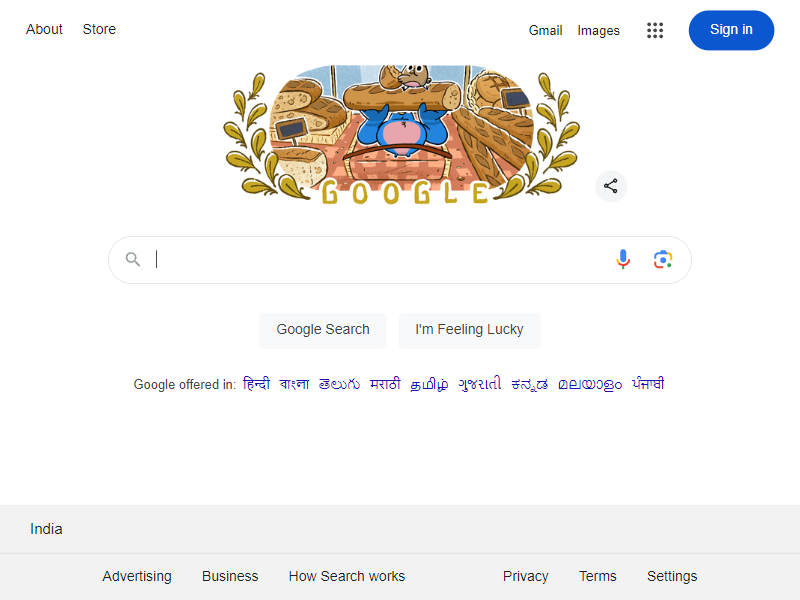 About Store Gmail Images Sign in
GOOGLE
Google Search I'm Feeling Lucky
Google offered in: हिन्दी বাংলা తెలుగు मराठी தமிழ் ગુજરાતી ಕನ್ನಡ മലയാളം ਪੰਜਾਬੀ
India
Advertising Business How Search works Privacy Terms Settings